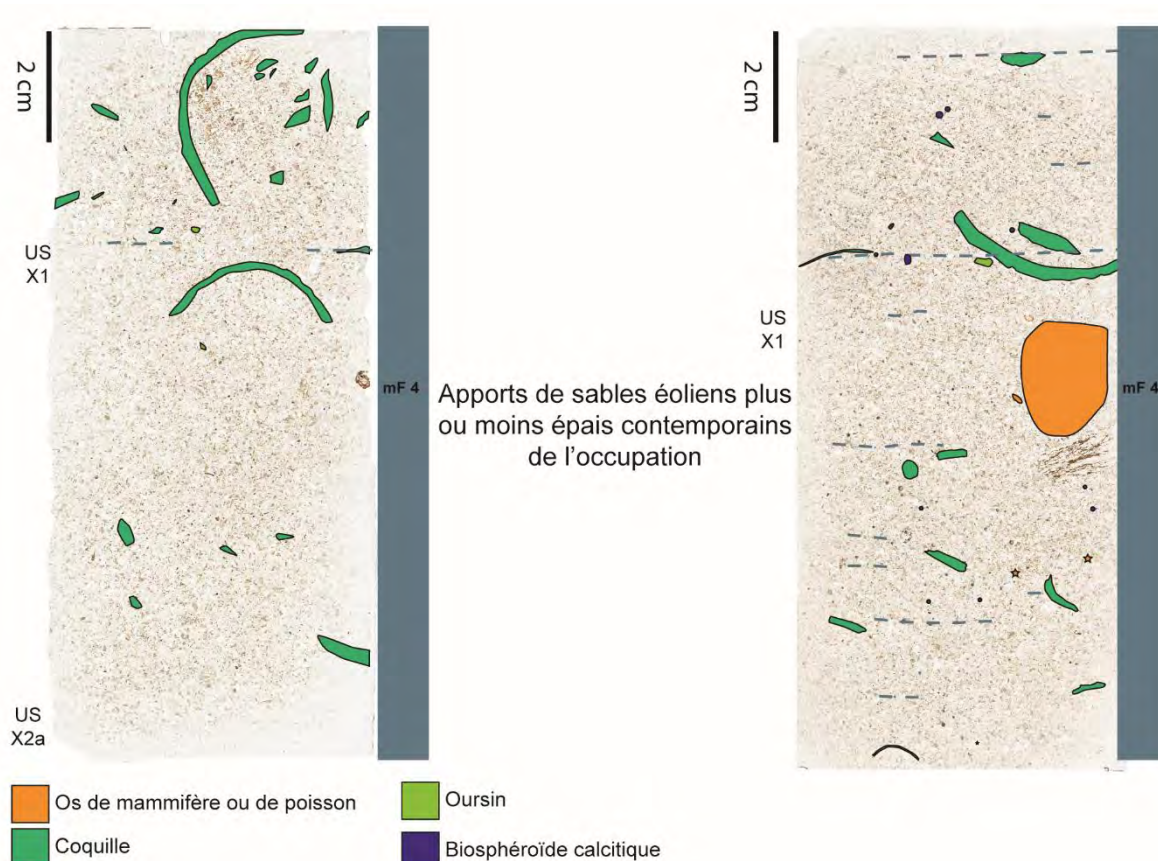 2 cm
US
X1
US
X2a
mF 4
Apports de sables éoliens plus
ou moins épais contemporains
de l'occupation
2 cm
US
X1
mF 4
Os de mammifère ou de poisson
Coquille
Oursin
Biosphéroïde calcitique